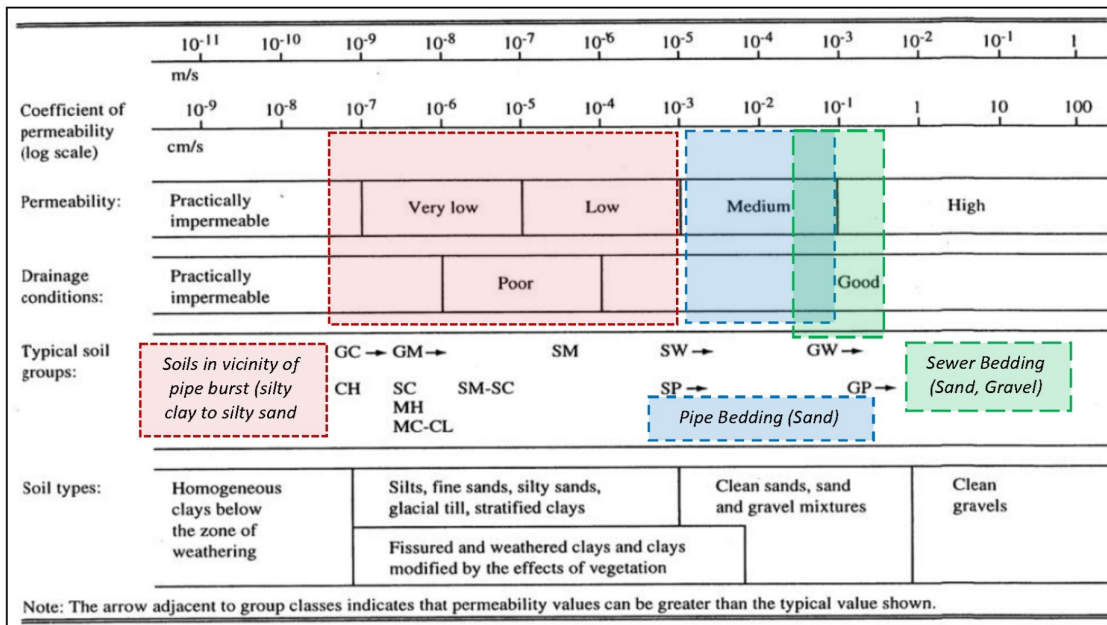 10⁻¹¹ 10⁻¹⁰ 10⁻⁹ 10⁻⁸ 10⁻⁷ 10⁻⁶ 10⁻⁵ 10⁻⁴ 10⁻³ 10⁻² 10⁻¹ 1
m/s
Coefficient of
permeability
(log scale)
10⁻⁹ 10⁻⁸ 10⁻⁷ 10⁻⁶ 10⁻⁵ 10⁻⁴ 10⁻³ 10⁻² 10⁻¹ 1 10 100
cm/s
Permeability:
Practically
impermeable
Very low
Low
Medium
High
Drainage
conditions:
Practically
impermeable
Poor
Good
Typical soil
groups:
Soils in vicinity of
pipe burst (silty
clay to silty sand
GC → GM → SM SW → GW →
CH SC SM-SC SP → GP →
MH
MC-CL
Pipe Bedding (Sand)
Sewer Bedding
(Sand, Gravel)
Soil types:
Homogeneous
clays below
the zone of
weathering
Silts, fine sands, silty sands,
glacial till, stratified clays
Fissured and weathered clays and clays
modified by the effects of vegetation
Clean sands, sand
and gravel mixtures
Clean
gravels
Note: The arrow adjacent to group classes indicates that permeability values can be greater than the typical value shown.